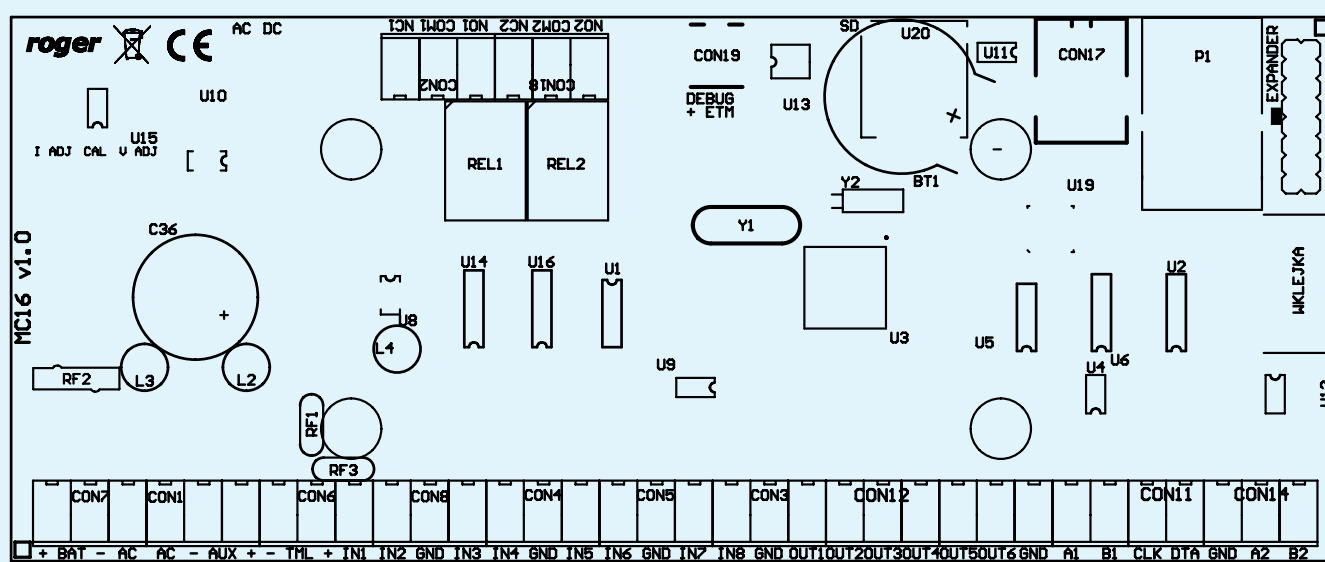 roger CE
AC DC
NC1 COM1 NO1 NC2 COM2 NO2
CON2 CON18
REL1 REL2
CON19
DEBUG
+ ETM
U13
SD
U20
+
BT1
-
U11
CON17
P1
EXPANDER
U10
U15
I ADJ CAL V ADJ
Y2
U19
Y1
MC16 v1.0
C36
+
U14 U16 U1
U8
L4
U3
U5
U6
U2
WKLEJKA
RF2 L3 L2
U9
U4
RF1
RF3
CON7 CON1 CON6 CON8 CON4 CON5 CON3 CON12 CON11 CON14
+ BAT - AC AC - AUX + - TML + IN1 IN2 GND IN3 IN4 GND IN5 IN6 GND IN7 IN8 GND OUT1 OUT2 OUT3 OUT4 OUT5 OUT6 GND A1 B1 CLK DTA GND A2 B2